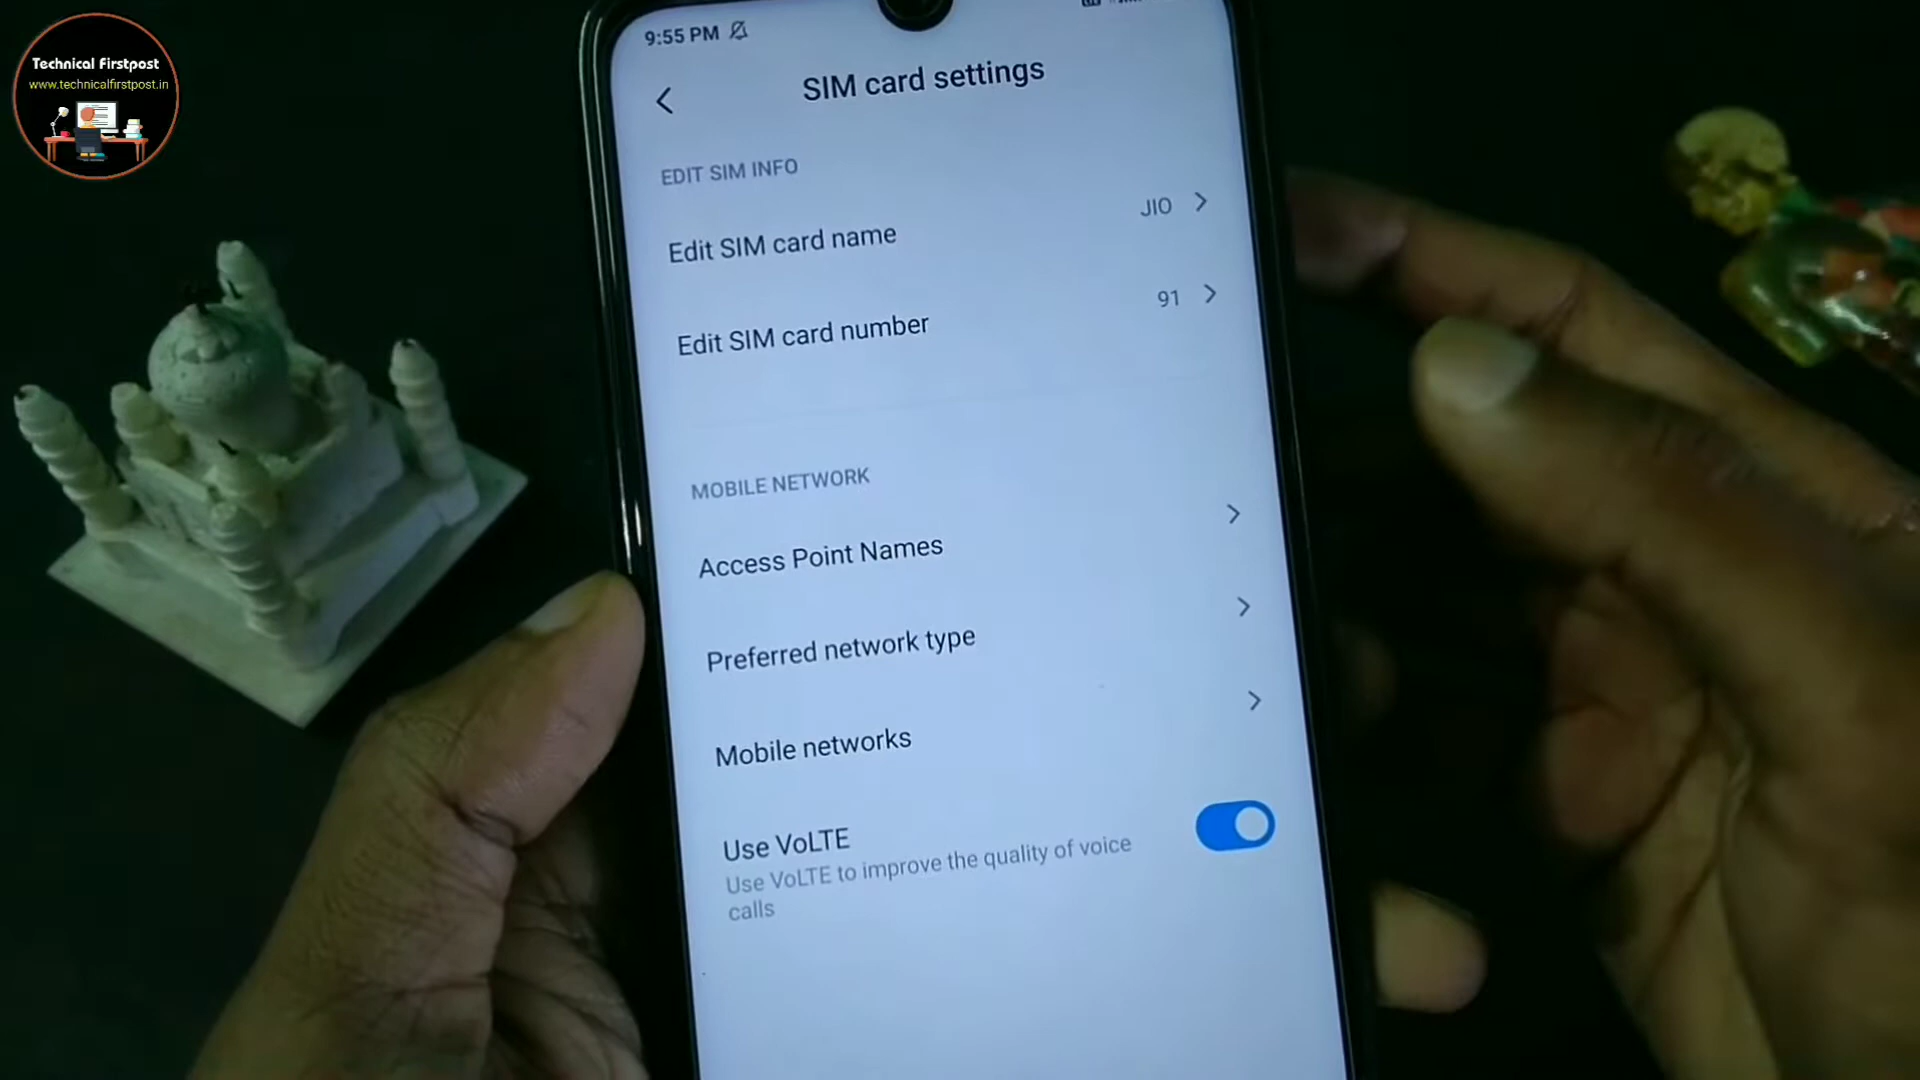 Technical Firstpost
www.technicalfirstpost.in
9:55 PM
SIM card settings
EDIT SIM INFO
Edit SIM card name
JIO
Edit SIM card number
91
MOBILE NETWORK
Access Point Names
Preferred network type
Mobile networks
Use VoLTE
Use VoLTE to improve the quality of voice
calls